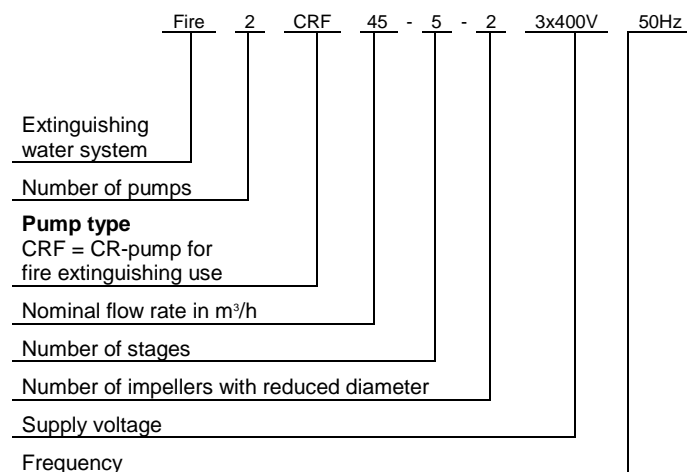 Fire 2 CRF 45 - 5 - 2 3x400V 50Hz
Extinguishing
water system
Number of pumps
Pump type
CRF = CR-pump for
fire extinguishing use
Nominal flow rate in m³/h
Number of stages
Number of impellers with reduced diameter
Supply voltage
Frequency